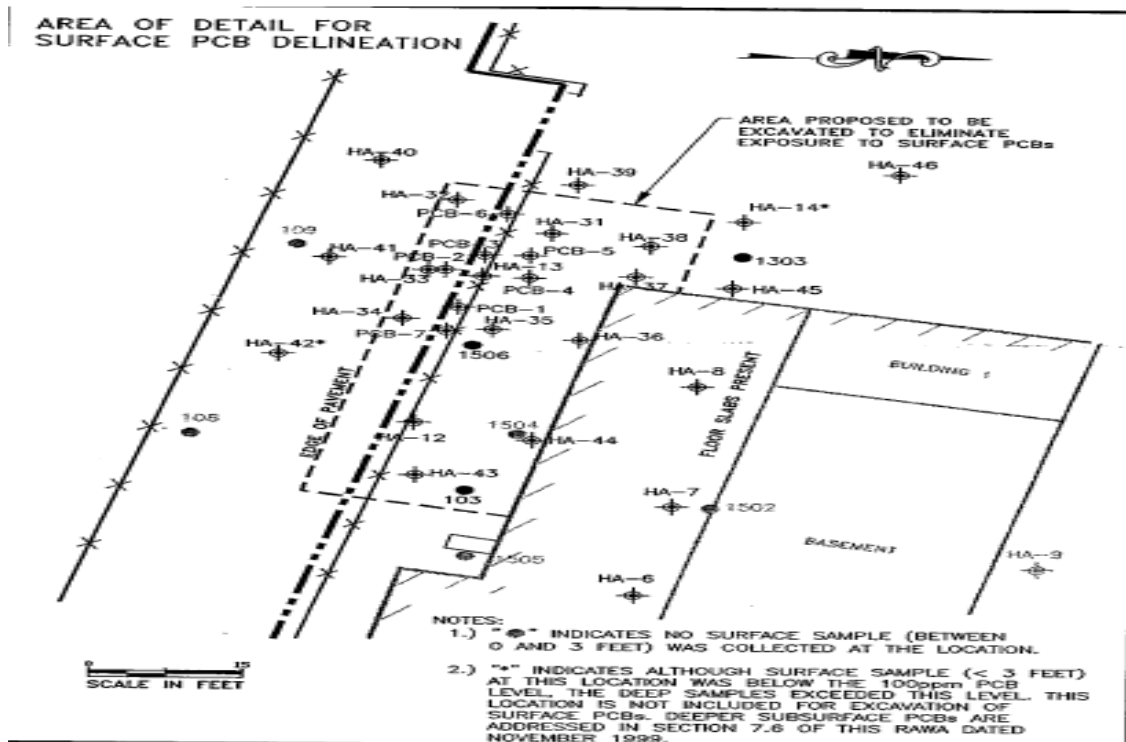 AREA OF DETAIL FOR
SURFACE PCB DELINEATION
AREA PROPOSED TO BE
EXCAVATED TO ELIMINATE
EXPOSURE TO SURFACE PCBs
HA-40
HA-46
HA-39
PCB-6
HA-14*
HA-31
109
HA-38
HA-41
PCB-3
PCB-5
PCB-2
1303
HA-33
HA-13
HA-37
HA-45
PCB-4
PCB-1
HA-34
HA-35
PCB-7
HA-36
HA-42*
1506
HA-8
BUILDING 1
EDGE OF PAVEMENT
FLOOR SLABS PRESENT
108
HA-12
1504
HA-44
HA-43
103
HA-7
1502
BASEMENT
1505
HA-9
HA-6
NOTES:
1.) "●" INDICATES NO SURFACE SAMPLE (BETWEEN
0 AND 3 FEET) WAS COLLECTED AT THE LOCATION.
0 15
SCALE IN FEET
2.) "*" INDICATES ALTHOUGH SURFACE SAMPLE (< 3 FEET)
AT THIS LOCATION WAS BELOW THE 100ppm PCB
LEVEL, THE DEEP SAMPLES EXCEEDED THIS LEVEL. THIS
LOCATION IS NOT INCLUDED FOR EXCAVATION OF
SURFACE PCBs. DEEPER SUBSURFACE PCBs ARE
ADDRESSED IN SECTION 7.6 OF THIS RAWA DATED
NOVEMBER 1999.